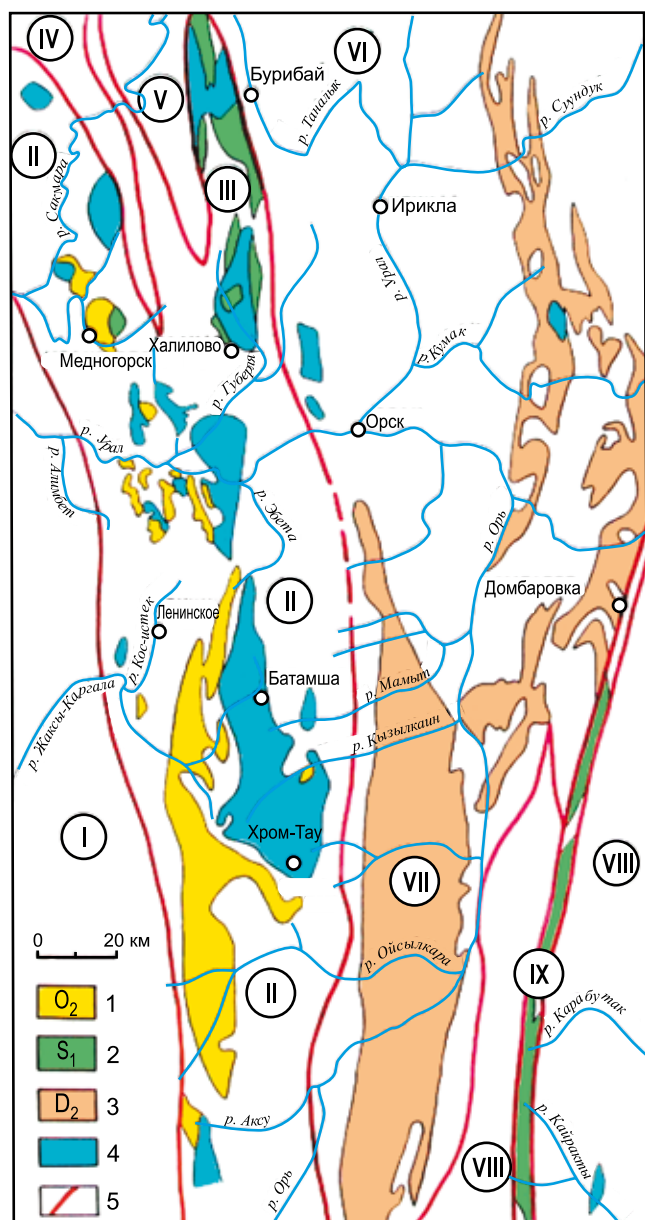 IV
VI
Бурибай
V
р. Таналык
р. Суундук
II
III
р. Сакмара
Ирикла
р. Урал
Медногорск
Халилово
р. Губерля
р. Кумак
Орск
р. Урал
р. Алимбет
р. Эбета
р. Орь
Домбаровка
Ленинское
II
р. Кос-истек
Батамша
р. Мамыт
р. Жаксы-Каргала
р. Кызылкаин
I
Хром-Тау
VII
VIII
0 20 км
р. Ойсылкара
II
IX
р. Карабутак
O₂ 1
S₁ 2
D₂ 3
р. Аксу
р. Кайракты
4
VIII
р. Орь
5